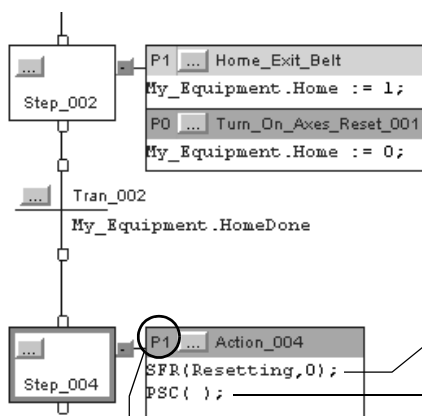 P1 ... Home_Exit_Belt
...
Step_002
My_Equipment.Home := 1;
P0 ... Turn_On_Axes_Reset_001
My_Equipment.Home := 0;
... Tran_002
My_Equipment.HomeDone
P1 ... Action_004
...
SFR(Resetting,0);
Step_004
PSC( );